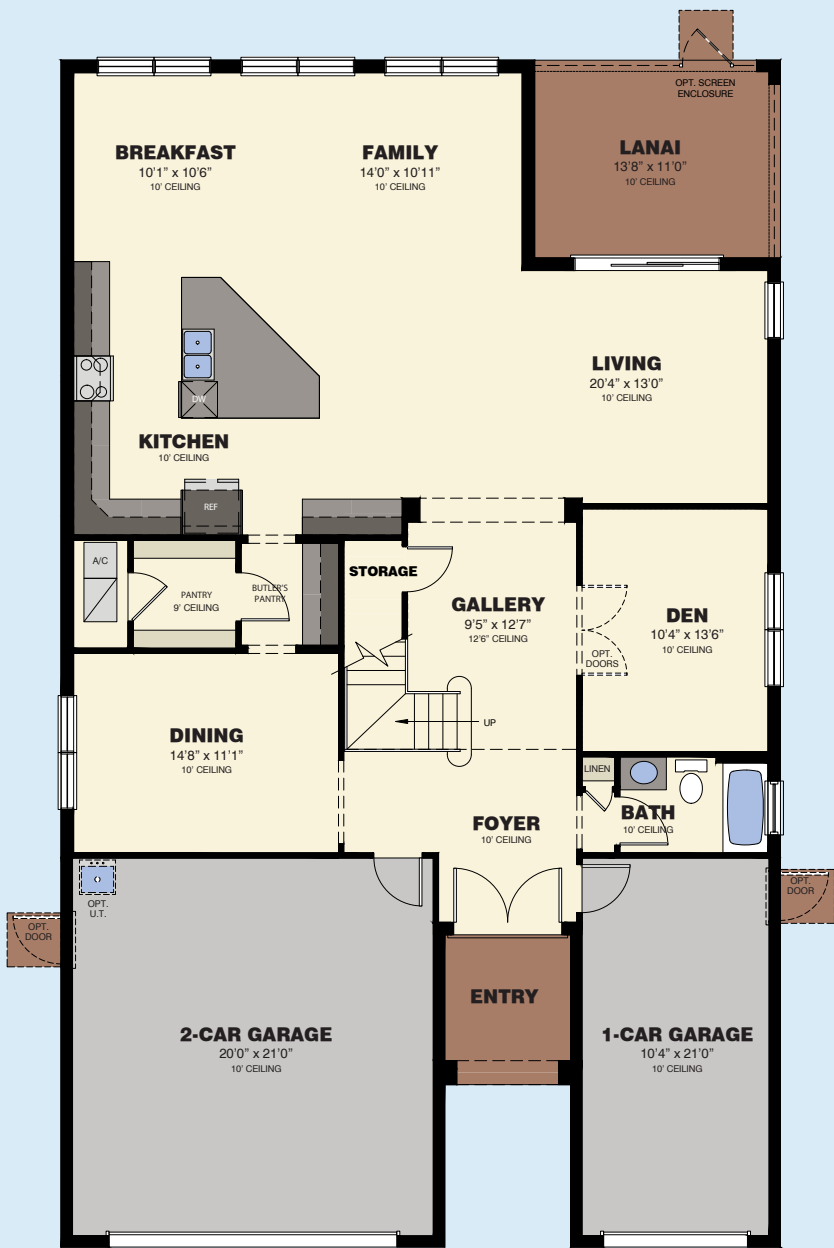 OPT. SCREEN
ENCLOSURE
BREAKFAST
10'1” x 10'6”
10' CEILING
FAMILY
14'0” x 10'11”
10' CEILING
LANAI
13'8” x 11'0”
10' CEILING
LIVING
20'4” x 13'0”
10' CEILING
DW
KITCHEN
10' CEILING
REF
A/C
PANTRY
9' CEILING
BUTLER'S
PANTRY
STORAGE
GALLERY
9'5” x 12'7”
12'6” CEILING
DEN
10'4” x 13'6”
10' CEILING
OPT.
DOORS
UP
DINING
14'8” x 11'1”
10' CEILING
LINEN
BATH
10' CEILING
FOYER
10' CEILING
OPT.
U.T.
OPT.
DOOR
OPT.
DOOR
ENTRY
2-CAR GARAGE
20'0” x 21'0”
10' CEILING
1-CAR GARAGE
10'4” x 21'0”
10' CEILING